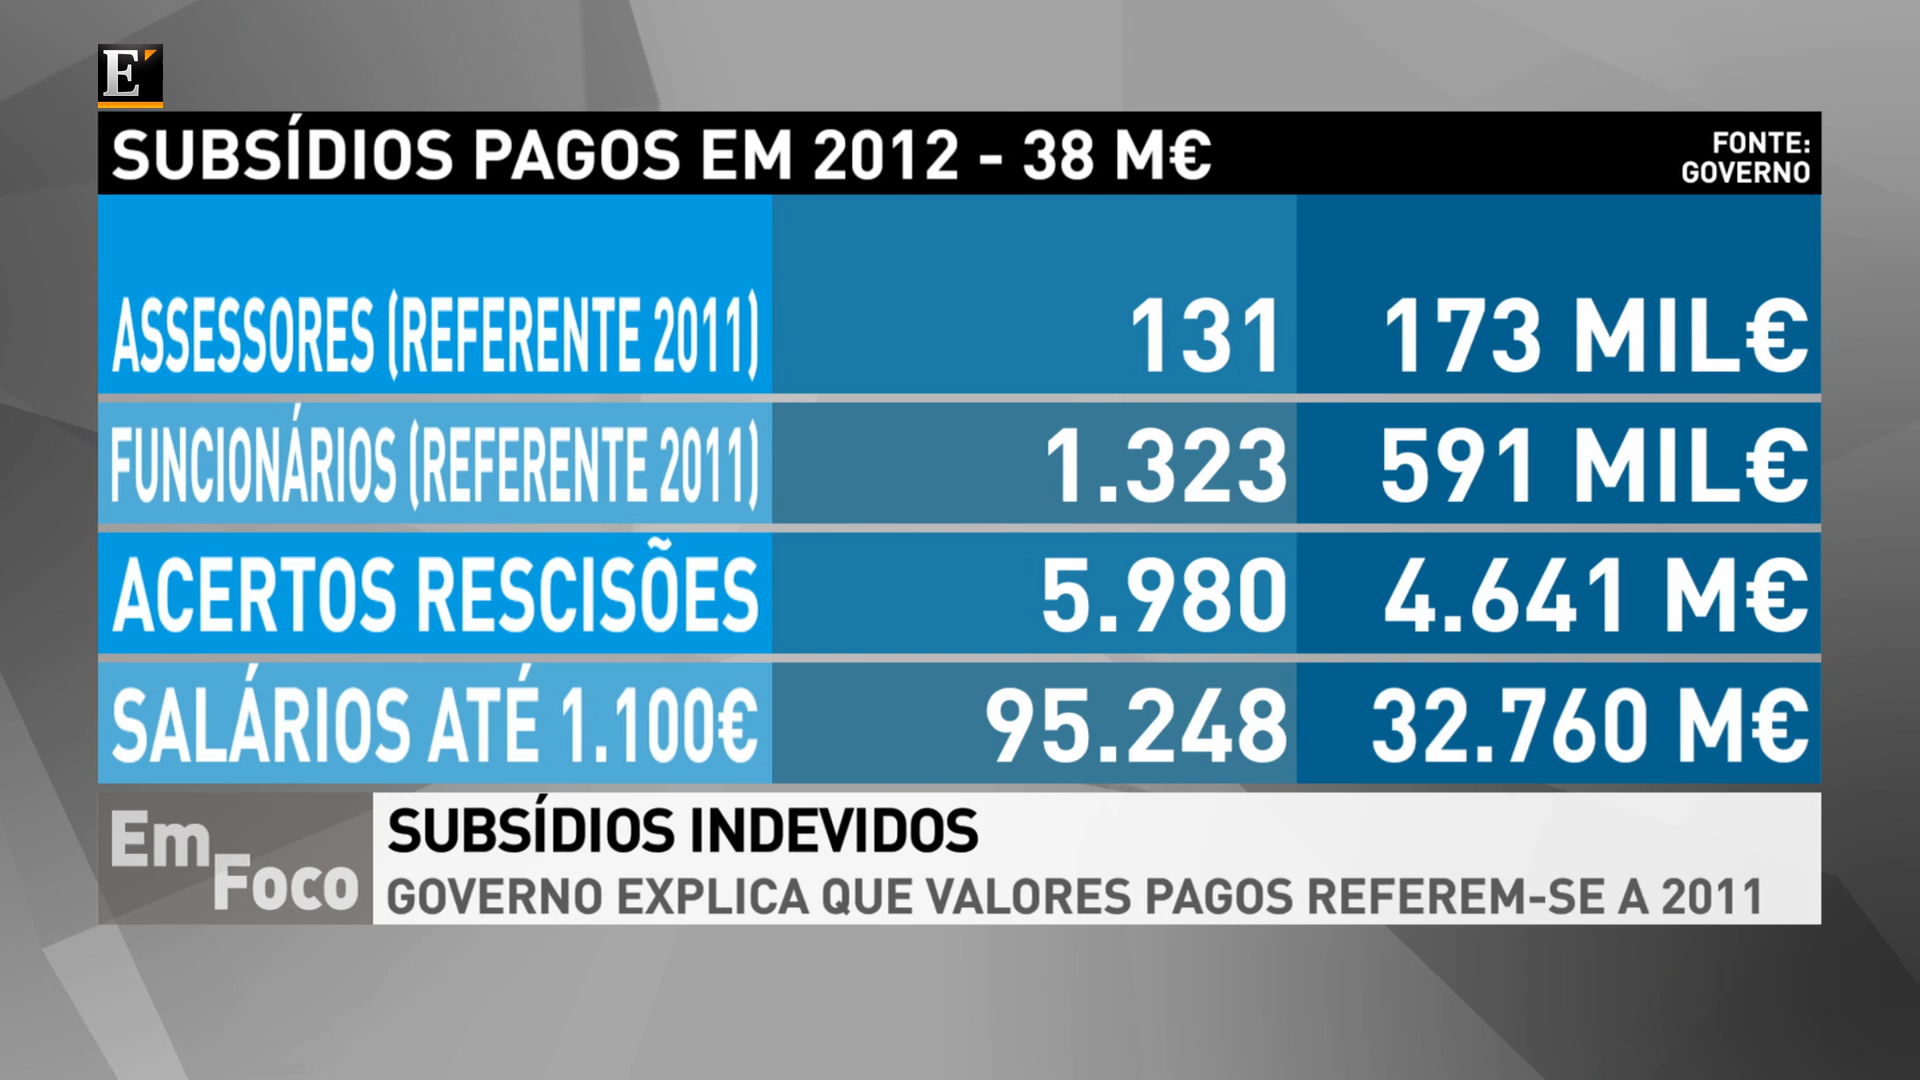 E´
SUBSÍDIOS PAGOS EM 2012 - 38 M€
FONTE:
GOVERNO
ASSESSORES (REFERENTE 2011) 131 173 MIL€
FUNCIONÁRIOS (REFERENTE 2011) 1.323 591 MIL€
ACERTOS RESCISÕES 5.980 4.641 M€
SALÁRIOS ATÉ 1.100€ 95.248 32.760 M€
Em
Foco
SUBSÍDIOS INDEVIDOS
GOVERNO EXPLICA QUE VALORES PAGOS REFEREM-SE A 2011